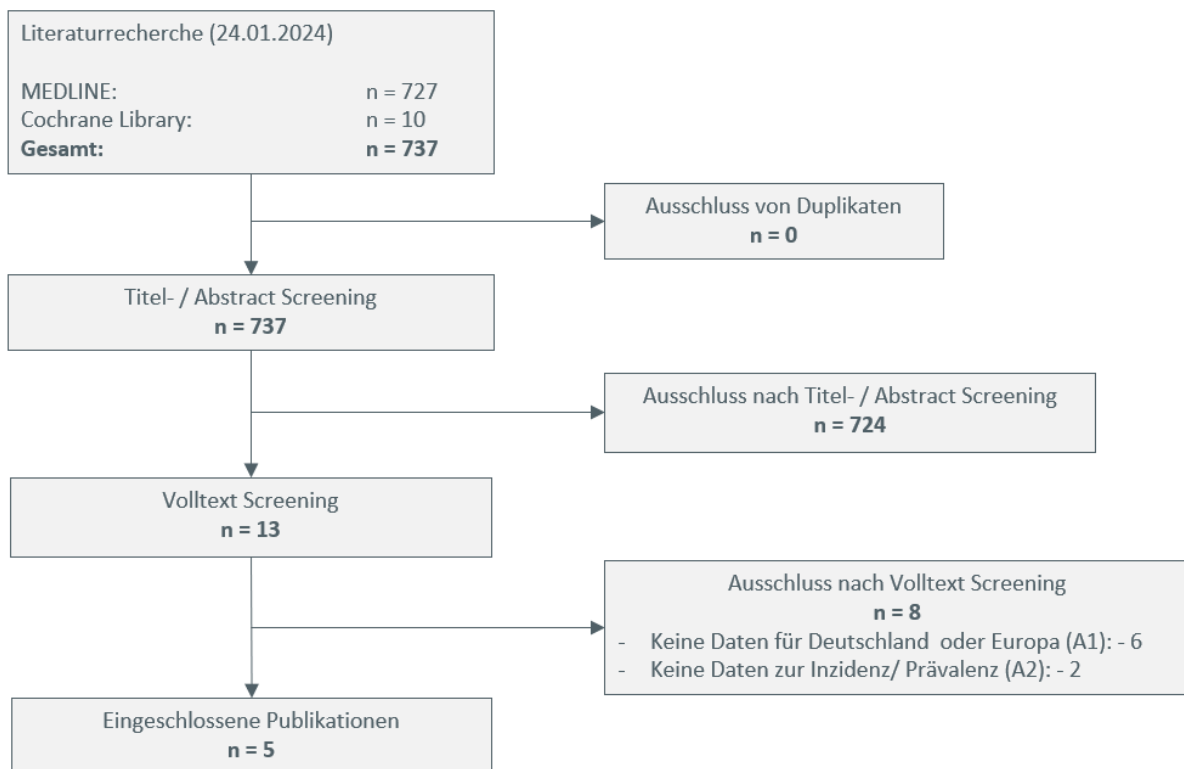 Literaturrecherche (24.01.2024)
MEDLINE: n = 727
Cochrane Library: n = 10
Gesamt: n = 737
Ausschluss von Duplikaten
n = 0
Titel- / Abstract Screening
n = 737
Ausschluss nach Titel- / Abstract Screening
n = 724
Volltext Screening
n = 13
Ausschluss nach Volltext Screening
n = 8
- Keine Daten für Deutschland oder Europa (A1): - 6
- Keine Daten zur Inzidenz/ Prävalenz (A2): - 2
Eingeschlossene Publikationen
n = 5